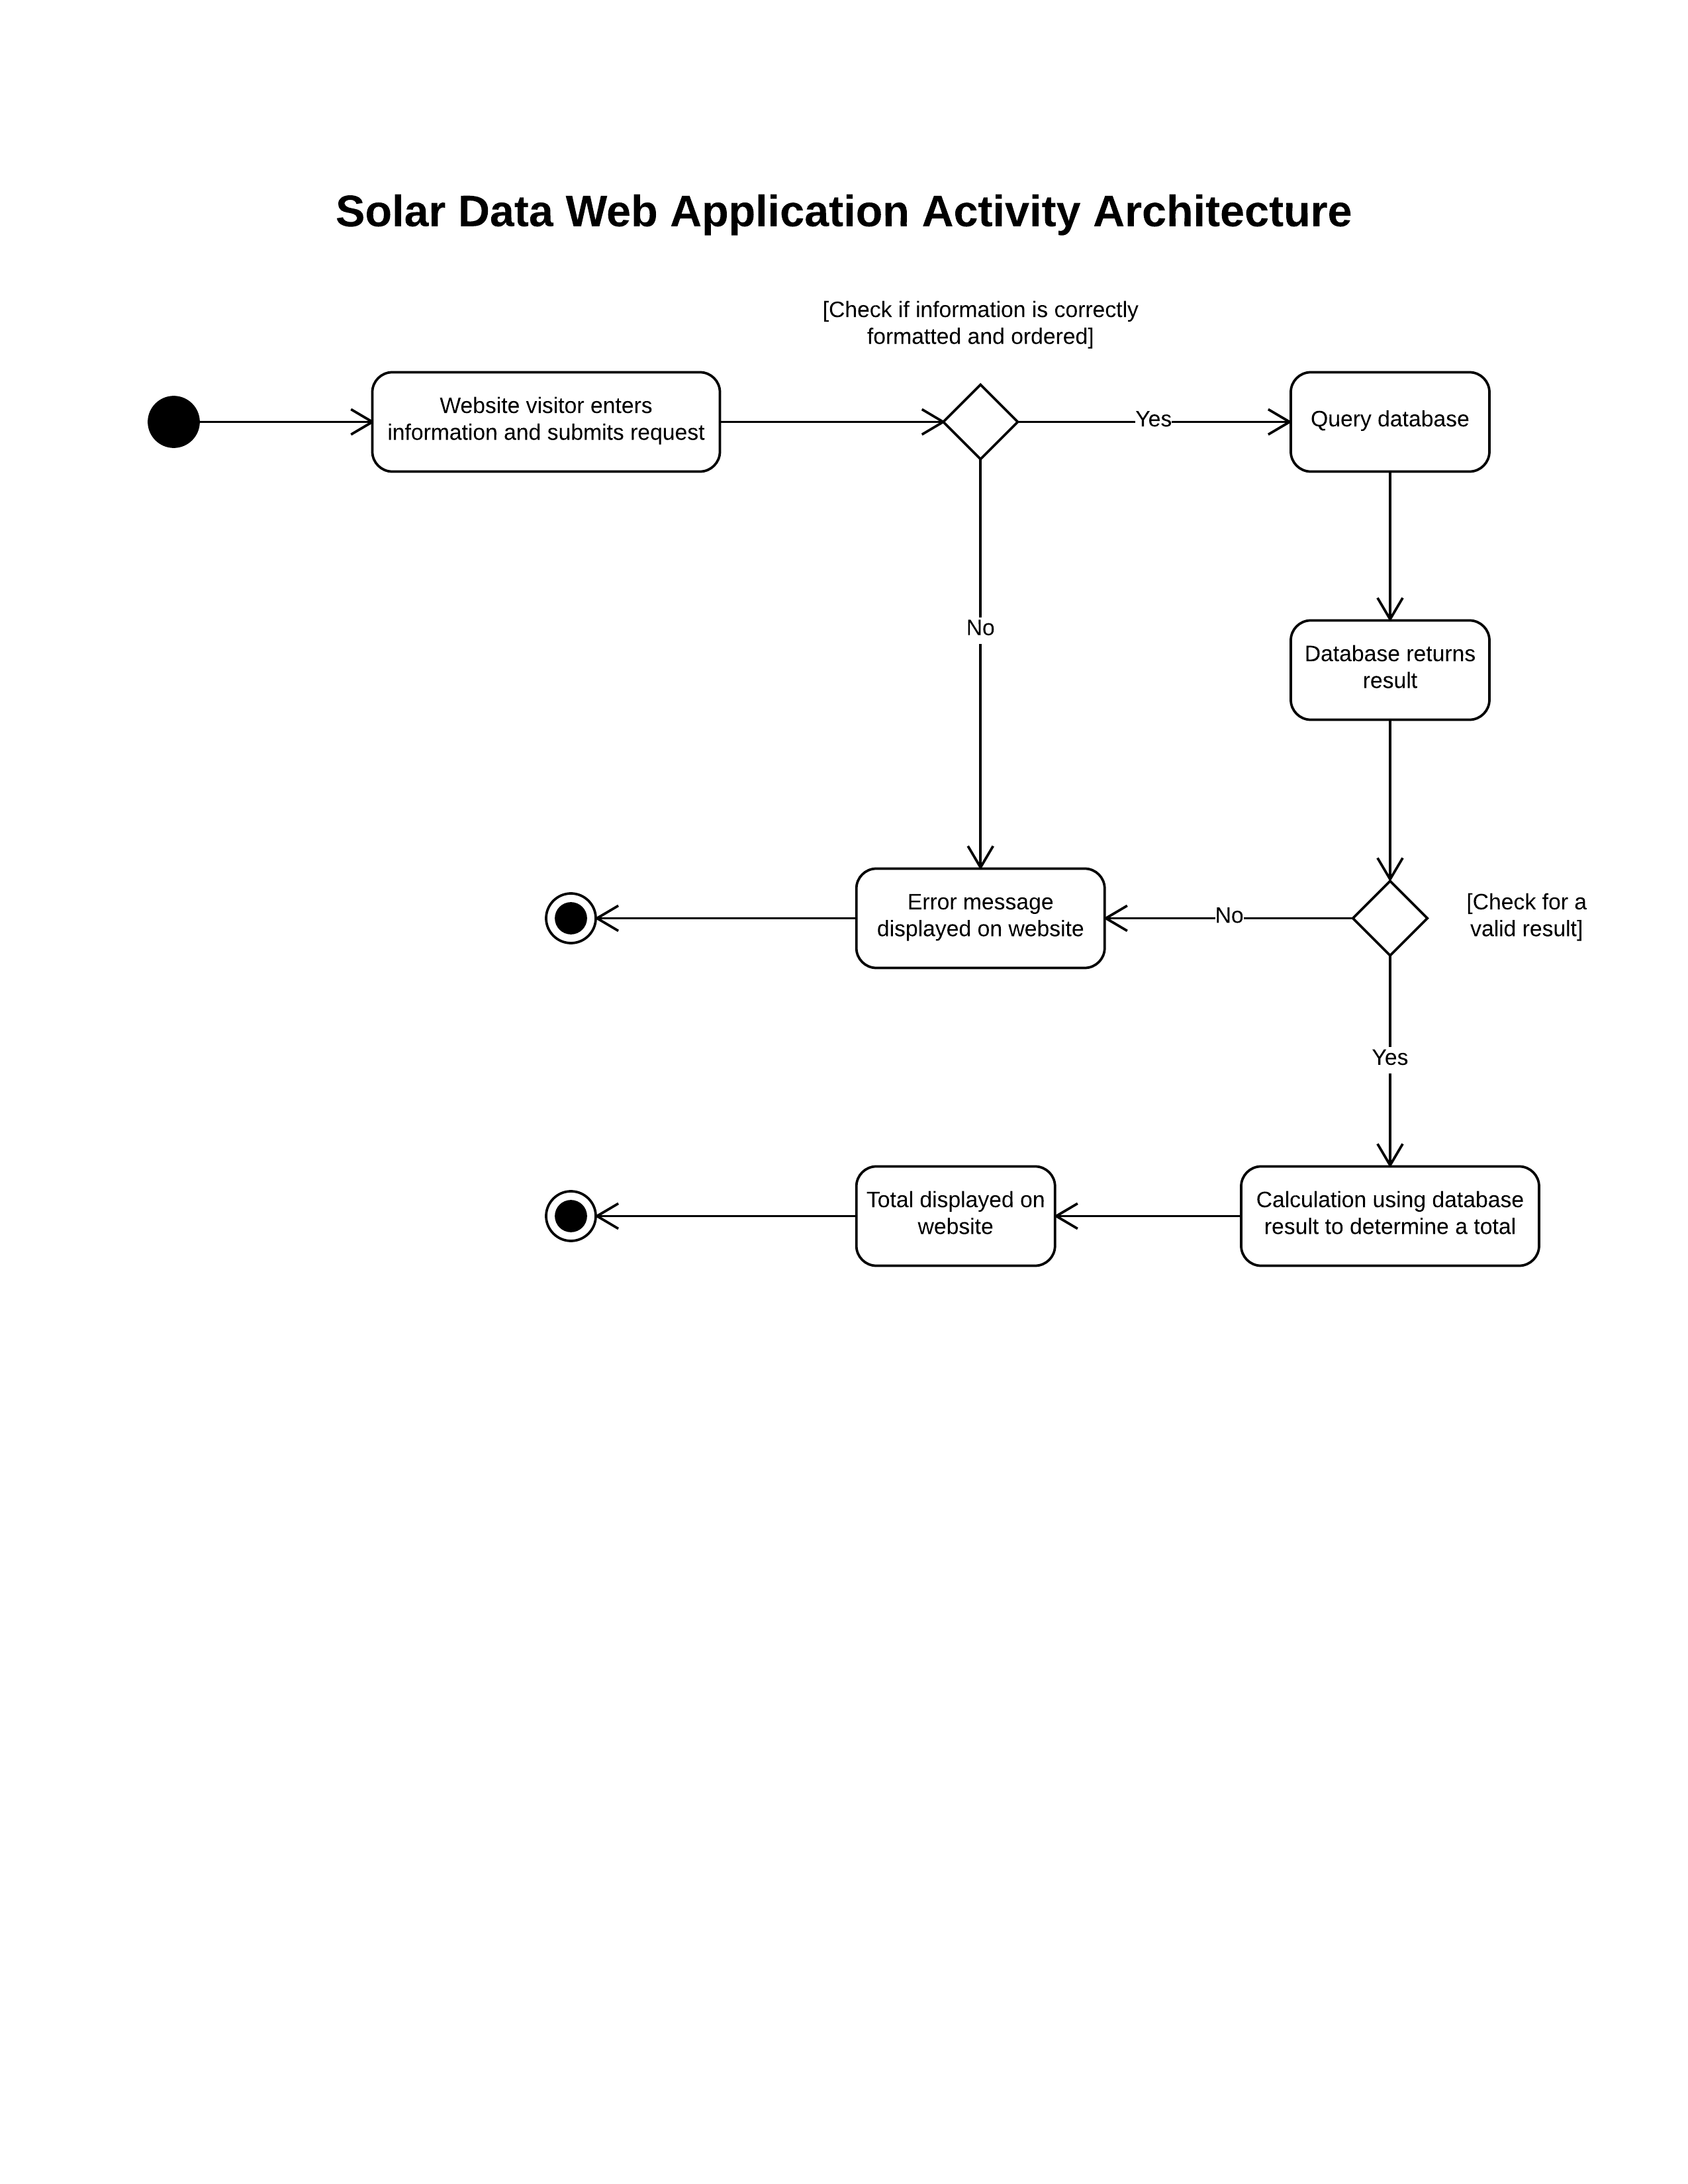 Solar Data Web Application Activity Architecture
[Check if information is correctly
formatted and ordered]
Website visitor enters
information and submits request
Yes
Query database
No
Database returns
result
Error message
displayed on website
No
[Check for a
valid result]
Yes
Total displayed on
website
Calculation using database
result to determine a total